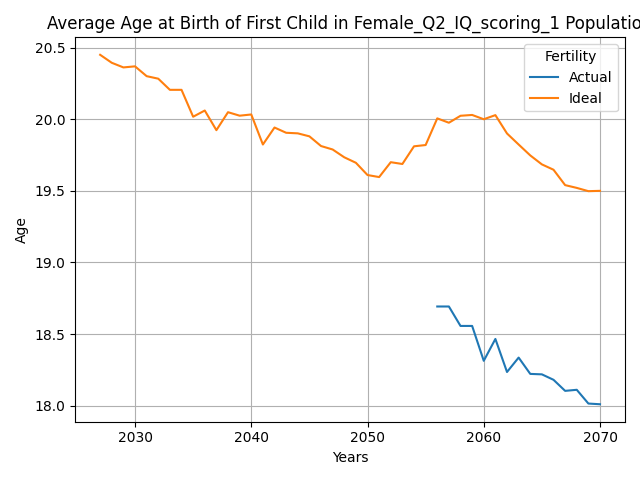 Average Age at Birth of First Child in Female_Q2_IQ_scoring_1 Populatio
Fertility
Actual
Ideal
Age
20.5
20.0
19.5
19.0
18.5
18.0
2030 2040 2050 2060 2070
Years